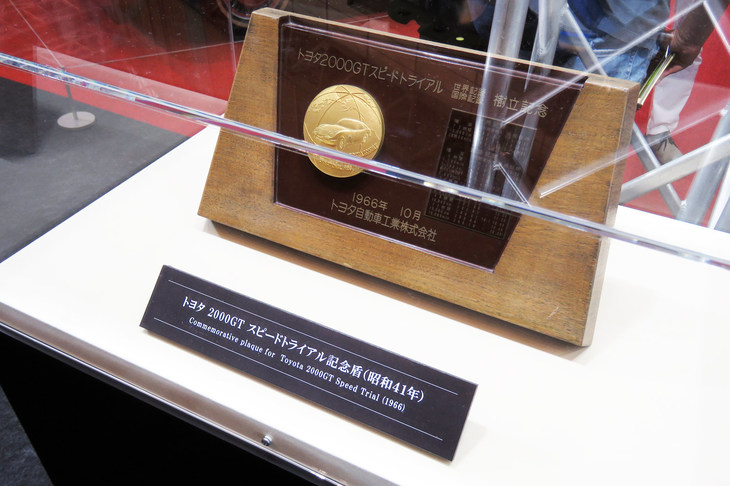 トヨタ2000GTスピードトライアル 世界記録 国際記録 樹立記念
1966年 10月
トヨタ自動車工業株式会社
トヨタ 2000GT スピードトライアル記念盾(昭和41年)
Commemorative plaque for Toyota 2000GT Speed Trial (1966)